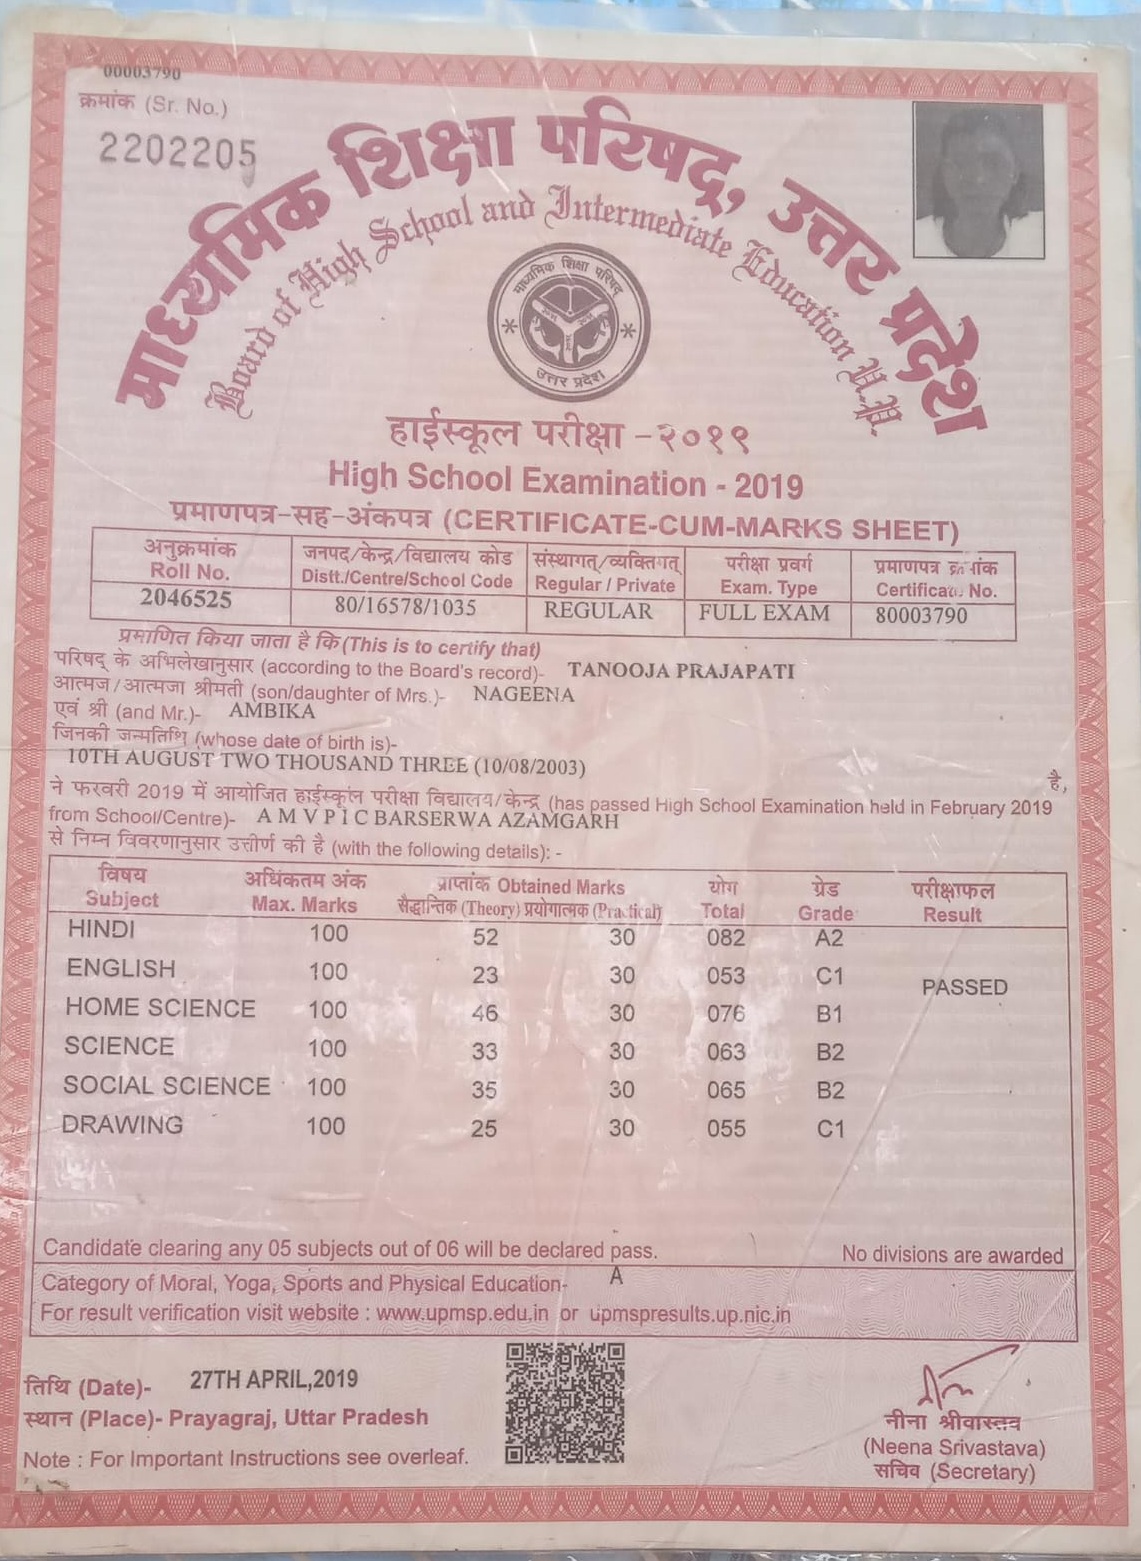 00003790
क्रमांक (Sr. No.)
2202205
माध्यमिक शिक्षा परिषद्, उत्तर प्रदेश
Board of High School and Intermediate Education U.P.
माध्यमिक शिक्षा परिषद्
उत्तर प्रदेश
हाईस्कूल परीक्षा -२०१९
High School Examination - 2019
प्रमाणपत्र-सह-अंकपत्र (CERTIFICATE-CUM-MARKS SHEET)
अनुक्रमांक जनपद/केन्द्र/विद्यालय कोड संस्थागत्/व्यक्तिगत् परीक्षा प्रवर्ग प्रमाणपत्र क्रमांक
Roll No. Distt./Centre/School Code Regular / Private Exam. Type Certificate No.
2046525 80/16578/1035 REGULAR FULL EXAM 80003790
प्रमाणित किया जाता है कि (This is to certify that)
परिषद् के अभिलेखानुसार (according to the Board's record)- TANOOJA PRAJAPATI
आत्मज/आत्मजा श्रीमती (son/daughter of Mrs.)- NAGEENA
एवं श्री (and Mr.)- AMBIKA
जिनकी जन्मतिथि (whose date of birth is)-
10TH AUGUST TWO THOUSAND THREE (10/08/2003)
है,
ने फरवरी 2019 में आयोजित हाईस्कूल परीक्षा विद्यालय/केन्द्र (has passed High School Examination held in February 2019
from School/Centre)- A M V P I C BARSERWA AZAMGARH
से निम्न विवरणानुसार उत्तीर्ण की है (with the following details): -
विषय अधिकतम अंक प्राप्तांक Obtained Marks योग ग्रेड परीक्षाफल
Subject Max. Marks सैद्धान्तिक (Theory) प्रयोगात्मक (Practical) Total Grade Result
HINDI 100 52 30 082 A2
ENGLISH 100 23 30 053 C1 PASSED
HOME SCIENCE 100 46 30 076 B1
SCIENCE 100 33 30 063 B2
SOCIAL SCIENCE 100 35 30 065 B2
DRAWING 100 25 30 055 C1
Candidate clearing any 05 subjects out of 06 will be declared pass. No divisions are awarded
Category of Moral, Yoga, Sports and Physical Education- A
For result verification visit website : www.upmsp.edu.in or upmspresults.up.nic.in
तिथि (Date)- 27TH APRIL,2019
स्थान (Place)- Prayagraj, Uttar Pradesh
Note : For Important Instructions see overleaf.
नीना श्रीवास्तव
(Neena Srivastava)
सचिव (Secretary)